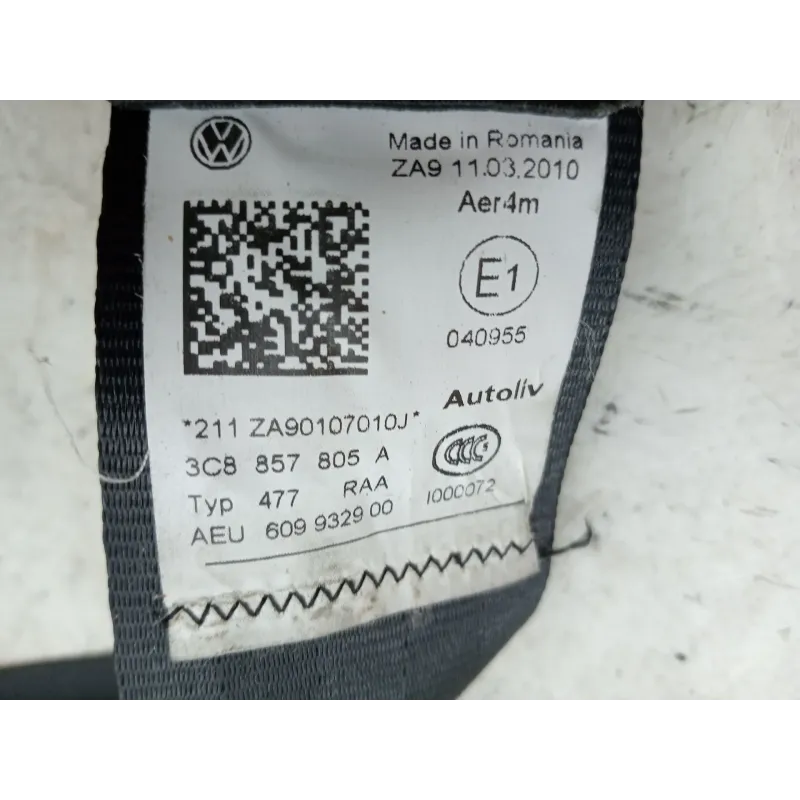 Made in Romania
ZA9 11.03.2010
Aer4m
E1
040955
Autoliv
*211 ZA90107010J*
3C8 857 805 A
CCC
Typ 477 RAA
I000072
AEU 609 9329 00